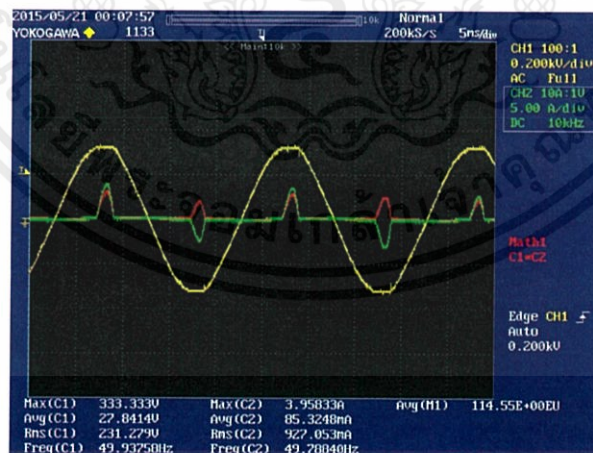 2015/05/21 00:07:57
10k
Normal
YOKOGAWA 1133
200kS/s 5ms/div
<< Main:10k >>
CH1 100:1
0.200kV/div
AC Full
CH2 10A:1V
5.00 A/div
DC 10kHz
Math1
C1*C2
Edge CH1
Auto
0.200kV
Max(C1) 333.333V Max(C2) 3.95833A Avg(M1) 114.55E+00EU
Avg(C1) 27.8414V Avg(C2) 85.3248mA
Rms(C1) 231.279V Rms(C2) 927.053mA
Freq(C1) 49.93758Hz Freq(C2) 49.78840Hz